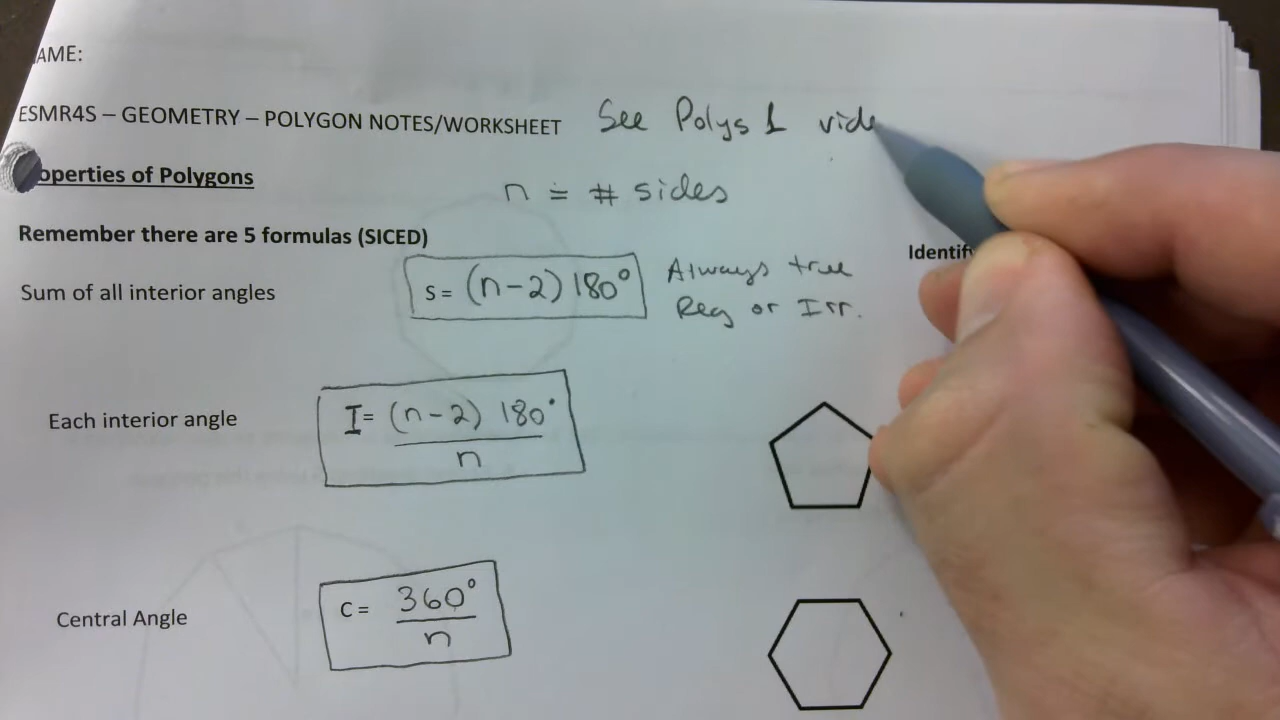 AME:
ESMR4S – GEOMETRY – POLYGON NOTES/WORKSHEET See Polys 1 vide
operties of Polygons
n = # sides
Remember there are 5 formulas (SICED)
Identif
Sum of all interior angles
S = (n-2) 180°
Always true
Reg or Irr.
Each interior angle
I = (n-2) 180°
n
Central Angle
C = 360°
n